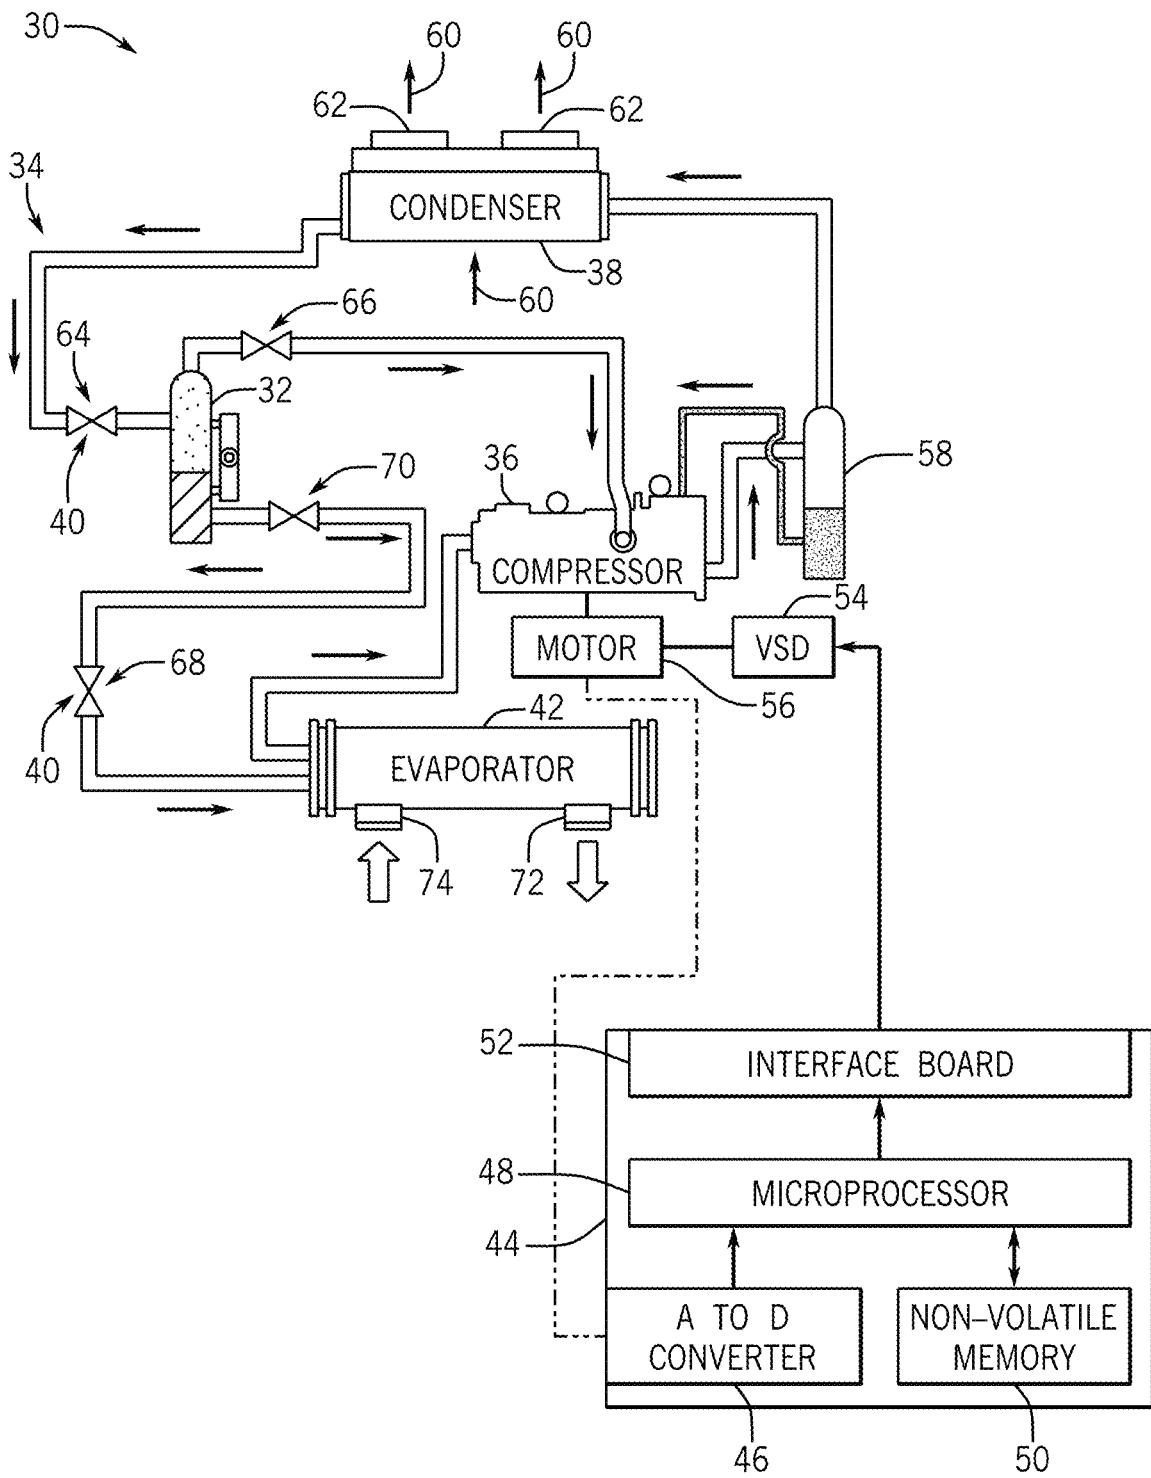 30
60
60
62
62
34
CONDENSER
38
60
66
64
32
40
70
36
58
COMPRESSOR
54
MOTOR
VSD
68
56
42
40
EVAPORATOR
74
72
52
INTERFACE BOARD
48
MICROPROCESSOR
44
A TO D
CONVERTER
NON–VOLATILE
MEMORY
46
50